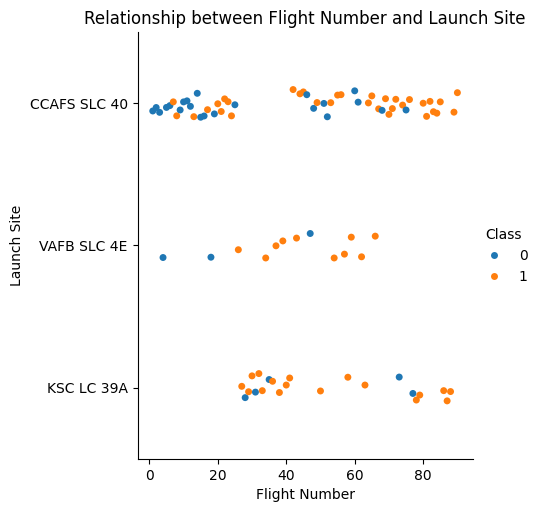 Relationship between Flight Number and Launch Site
CCAFS SLC 40
VAFB SLC 4E
KSC LC 39A
Launch Site
Class
0
1
0 20 40 60 80
Flight Number